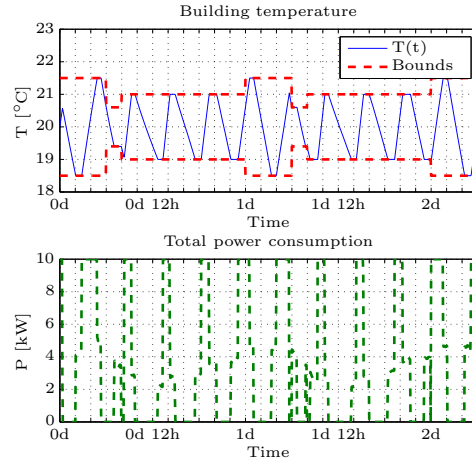 Building temperature
23
22
21
20
19
18
T [°C]
T(t)
Bounds
0d
0d 12h
1d
1d 12h
2d
Time
Total power consumption
10
8
6
4
2
0
P [kW]
0d
0d 12h
1d
1d 12h
2d
Time